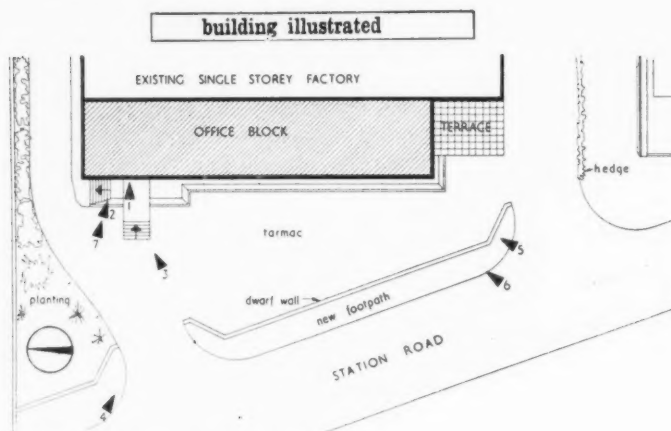 building illustrated
EXISTING SINGLE STOREY FACTORY
OFFICE BLOCK
TERRACE
hedge
1
2
7
3
tarmac
5
6
dwarf wall
new footpath
planting
STATION ROAD
4